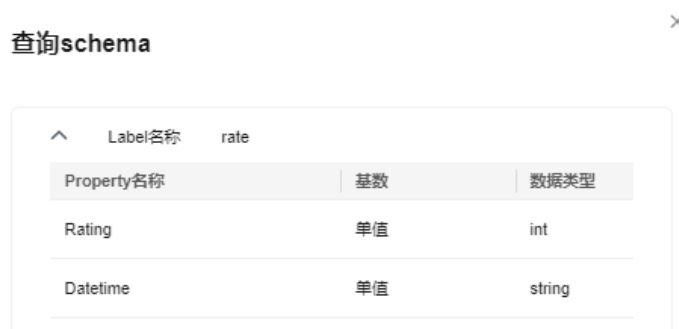 查询schema
Label名称 rate
Property名称 基数 数据类型
Rating 单值 int
Datetime 单值 string